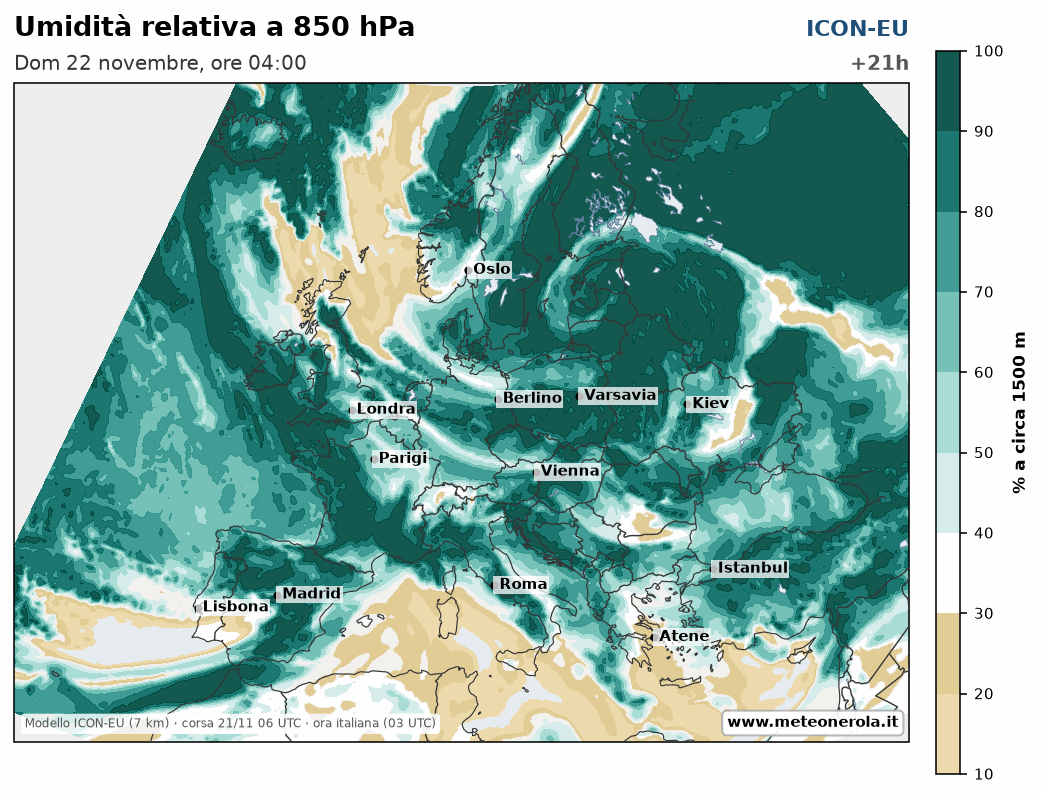 Umidità relativa a 850 hPa
ICON-EU
Dom 22 novembre, ore 04:00
+21h
100
90
80
70
60
50
40
30
20
10
% a circa 1500 m
Oslo
Berlino
Varsavia
Kiev
Londra
Parigi
Vienna
Istanbul
Roma
Madrid
Lisbona
Atene
Modello ICON-EU (7 km) · corsa 21/11 06 UTC · ora italiana (03 UTC)
www.meteonerola.it